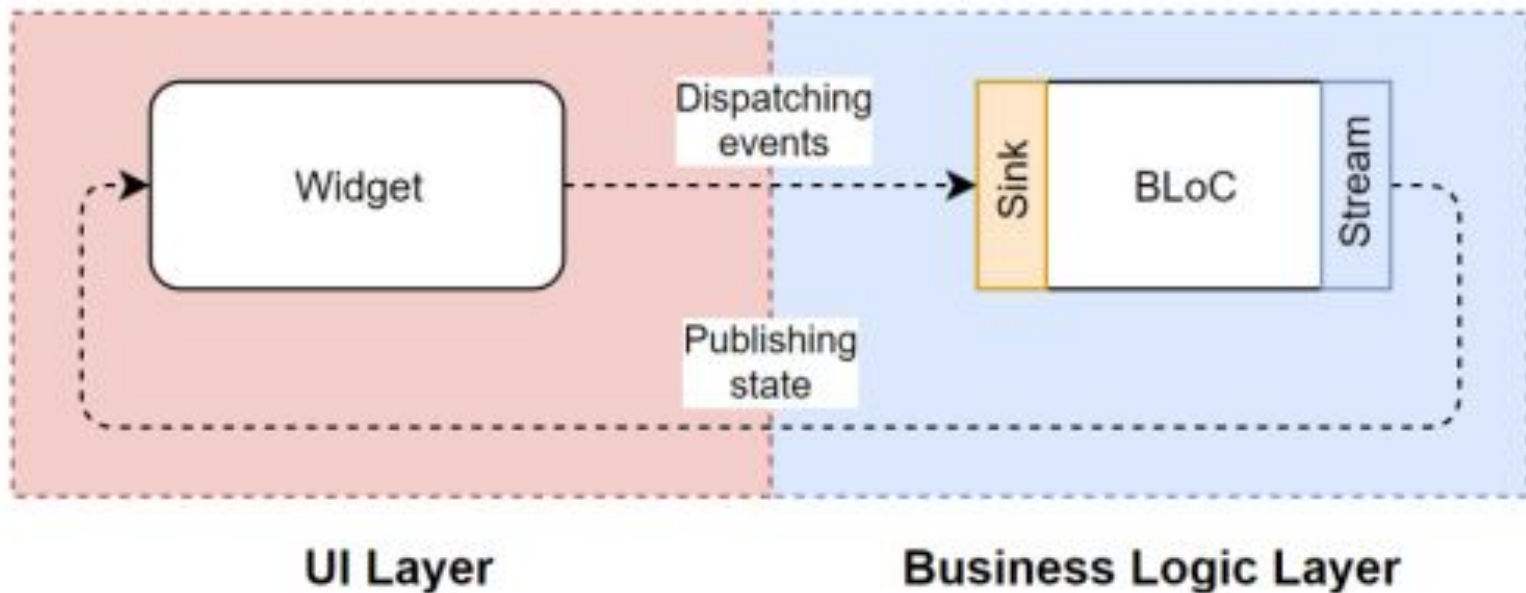 Dispatching
events
Widget
Sink
BLoC
Stream
Publishing
state
UI Layer
Business Logic Layer